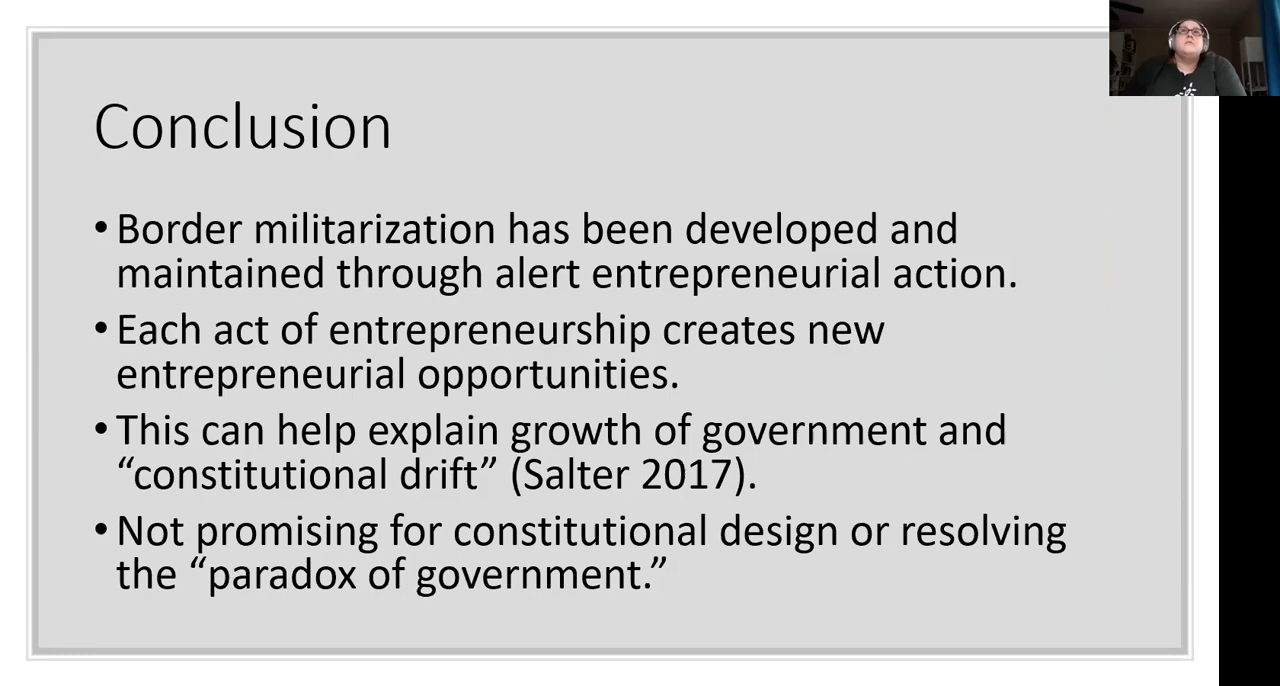 Conclusion
• Border militarization has been developed and
maintained through alert entrepreneurial action.
• Each act of entrepreneurship creates new
entrepreneurial opportunities.
• This can help explain growth of government and
“constitutional drift” (Salter 2017).
• Not promising for constitutional design or resolving
the “paradox of government.”